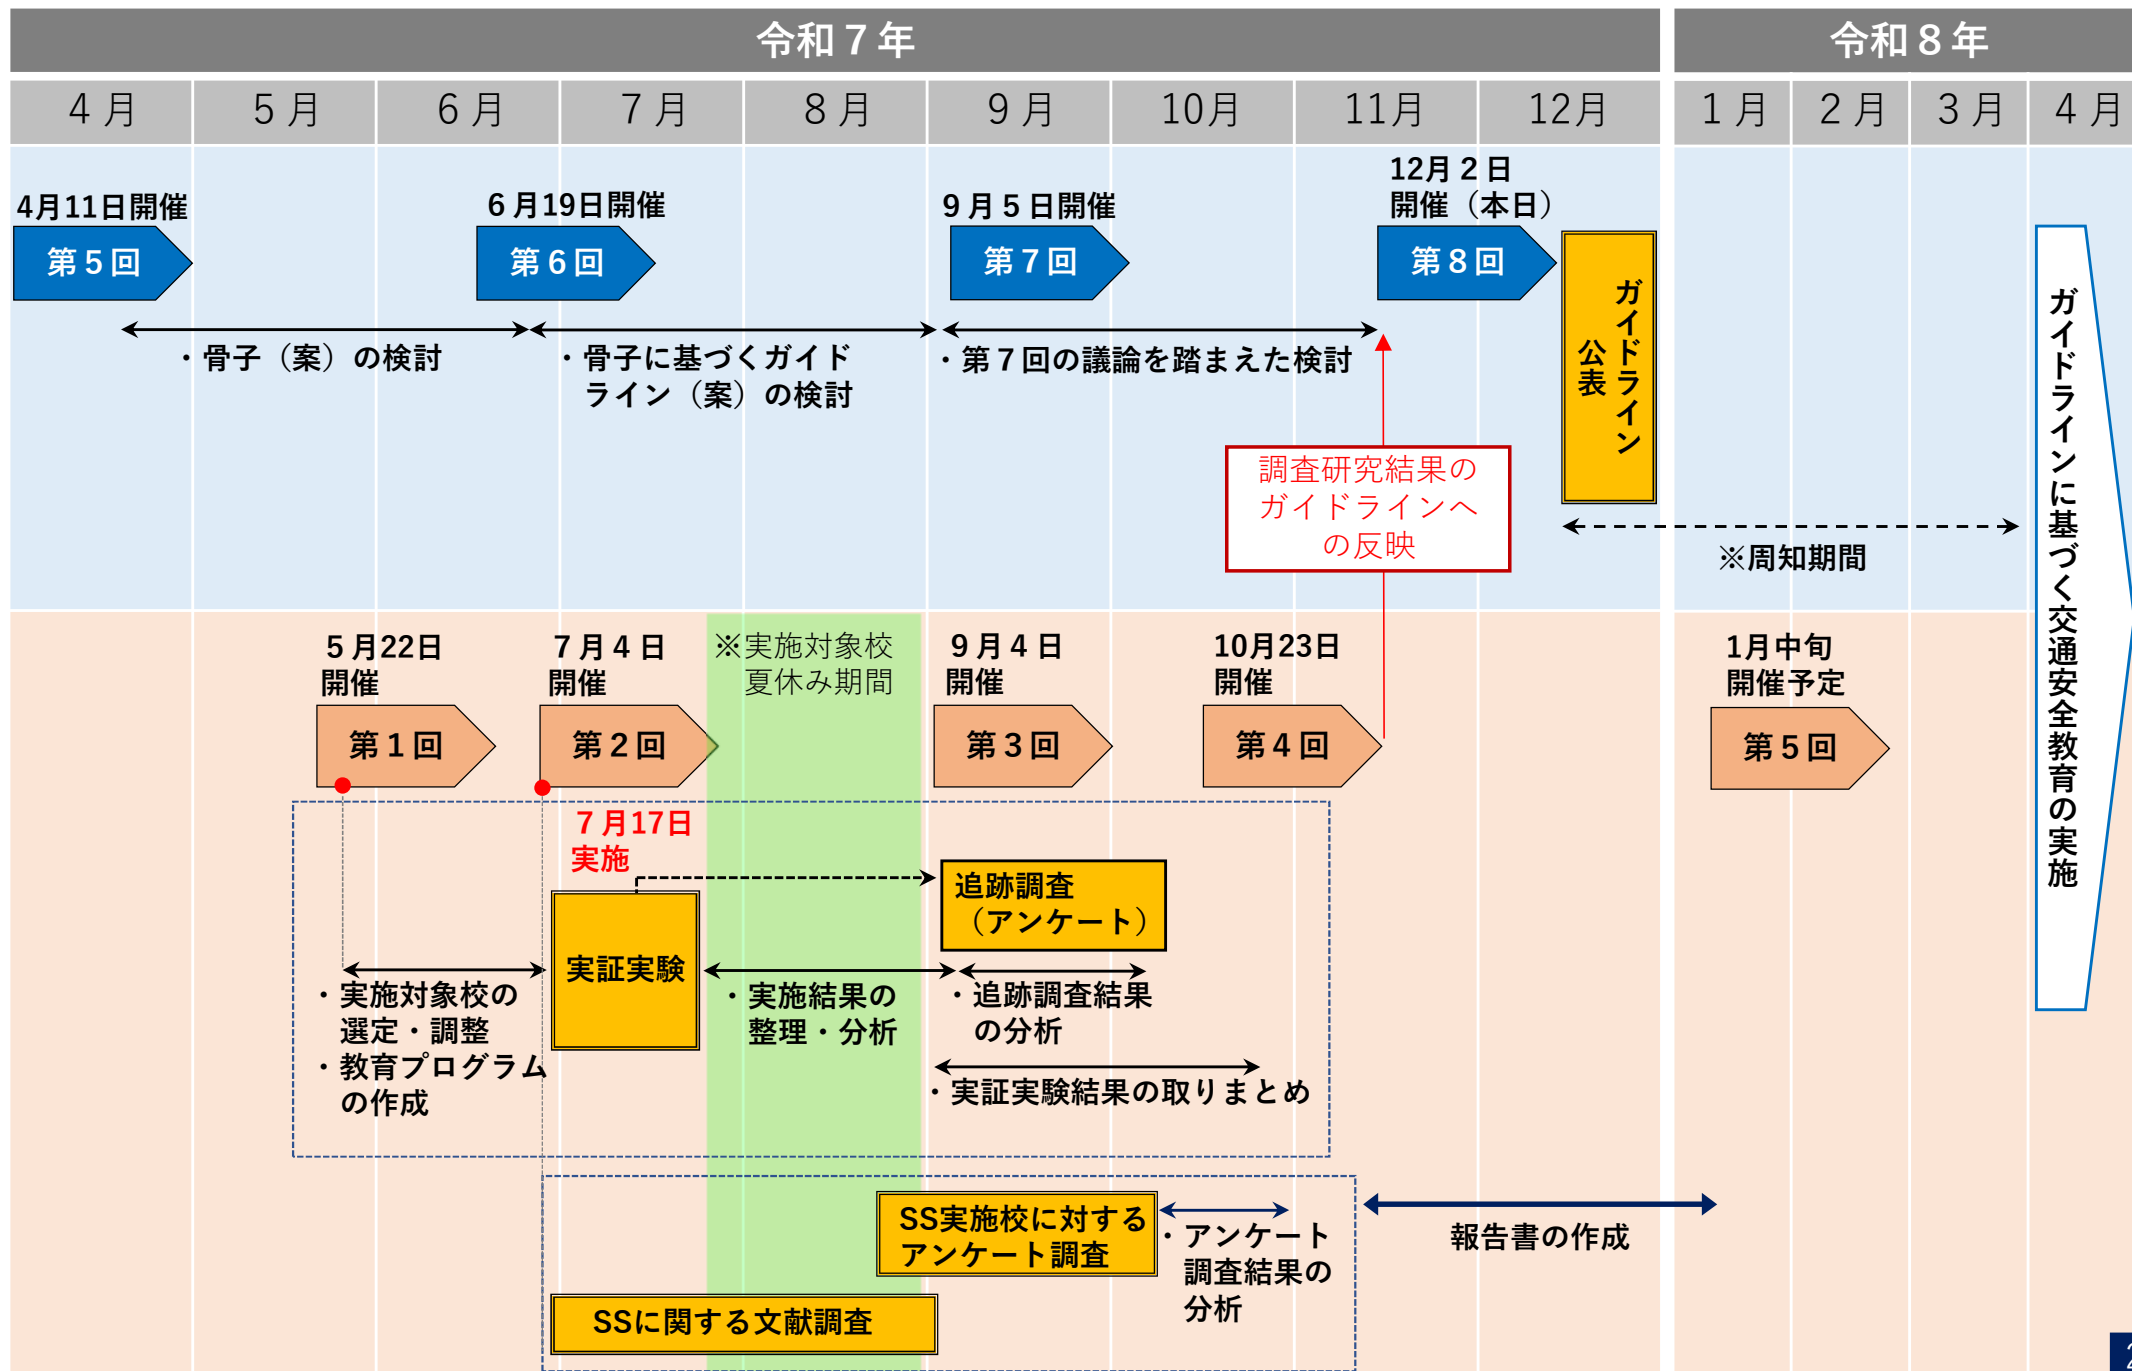 令和７年
令和８年
４月
５月
６月
７月
８月
９月
10月
11月
12月
１月
２月
３月
４月
4月11日開催
第５回
６月19日開催
第６回
９月５日開催
第７回
12月２日
開催（本日）
第８回
・骨子（案）の検討
・骨子に基づくガイド
ライン（案）の検討
・第７回の議論を踏まえた検討
ガイドライン
公表
調査研究結果の
ガイドラインへ
の反映
※周知期間
ガイドラインに基づく交通安全教育の実施
５月22日
開催
第１回
７月４日
開催
第２回
※実施対象校
夏休み期間
９月４日
開催
第３回
10月23日
開催
第４回
1月中旬
開催予定
第５回
７月17日
実施
実証実験
追跡調査
（アンケート）
・実施対象校の
選定・調整
・教育プログラム
の作成
・実施結果の
整理・分析
・追跡調査結果
の分析
・実証実験結果の取りまとめ
SS実施校に対する
アンケート調査
・アンケート
調査結果の
分析
報告書の作成
SSに関する文献調査